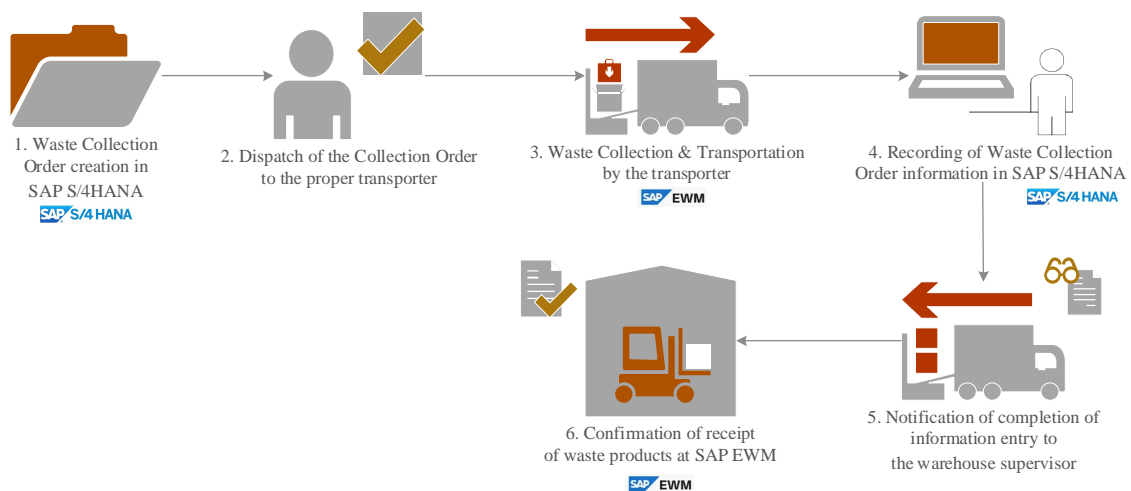 1. Waste Collection
Order creation in
SAP S/4HANA
SAP S/4HANA
2. Dispatch of the Collection Order
to the proper transporter
3. Waste Collection & Transportation
by the transporter
SAP EWM
4. Recording of Waste Collection
Order information in SAP S/4HANA
SAP S/4HANA
5. Notification of completion of
information entry to
the warehouse supervisor
6. Confirmation of receipt
of waste products at SAP EWM
SAP EWM